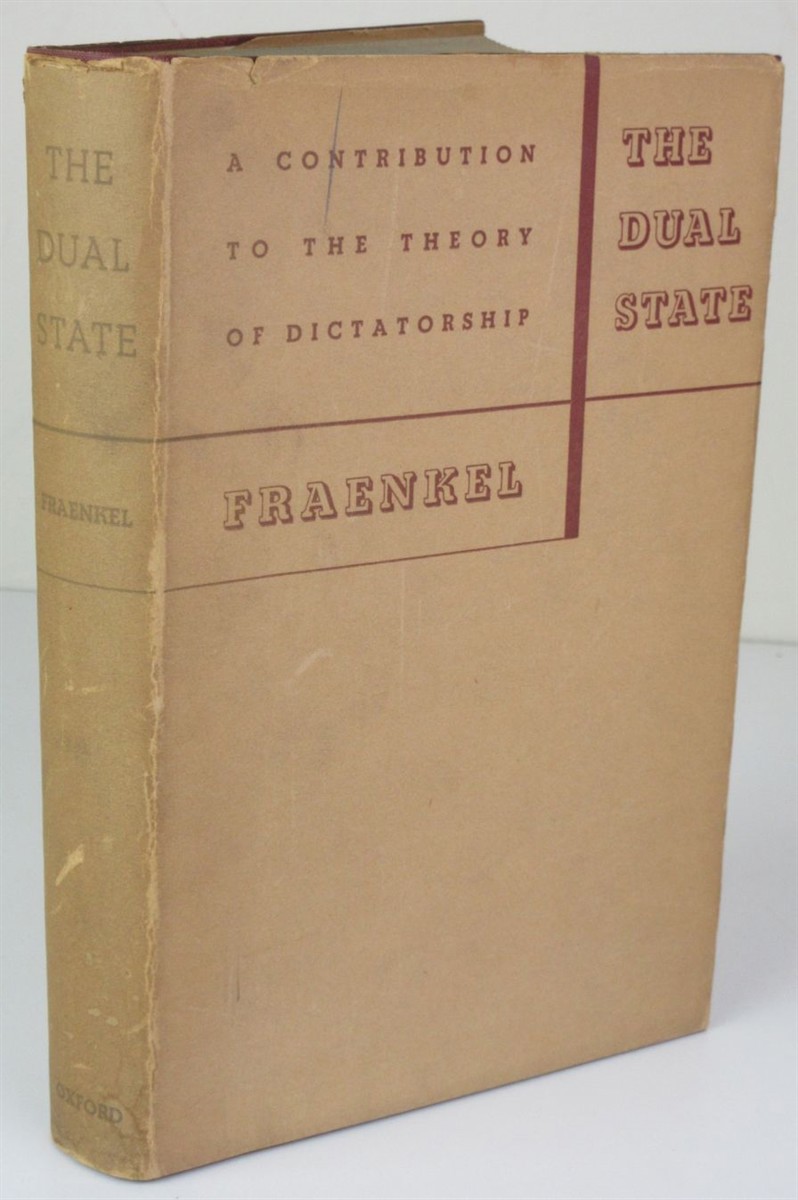 THE
DUAL
STATE
FRAENKEL
OXFORD
A CONTRIBUTION
TO THE THEORY
OF DICTATORSHIP
FRAENKEL
THE
DUAL
STATE